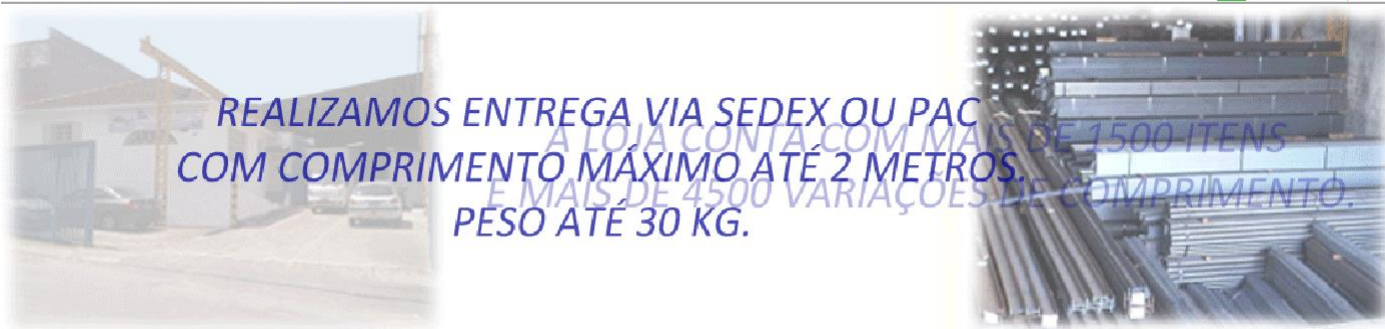 REALIZAMOS ENTREGA VIA SEDEX OU PAC
COM COMPRIMENTO MÁXIMO ATÉ 2 METROS.
PESO ATÉ 30 KG.
A LOJA CONTA COM MAIS DE 1500 ITENS
E MAIS DE 4500 VARIAÇÕES DE COMPRIMENTO.